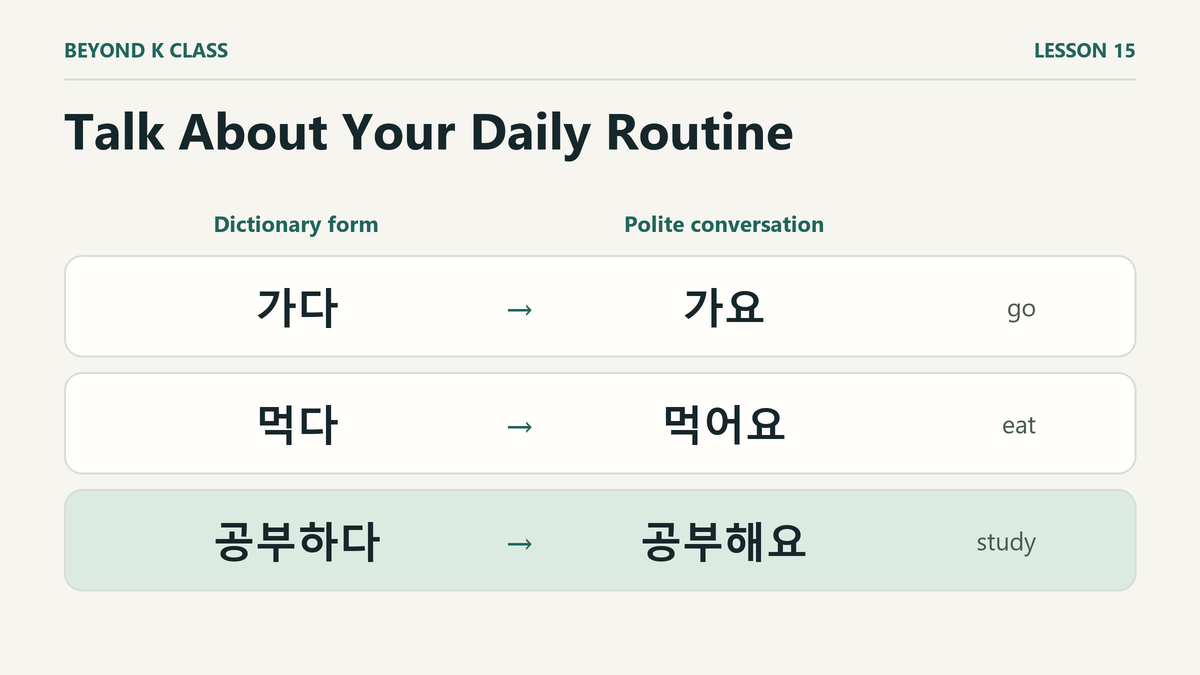 BEYOND K CLASS
LESSON 15
Talk About Your Daily Routine
Dictionary form
Polite conversation
가다 → 가요 go
먹다 → 먹어요 eat
공부하다 → 공부해요 study